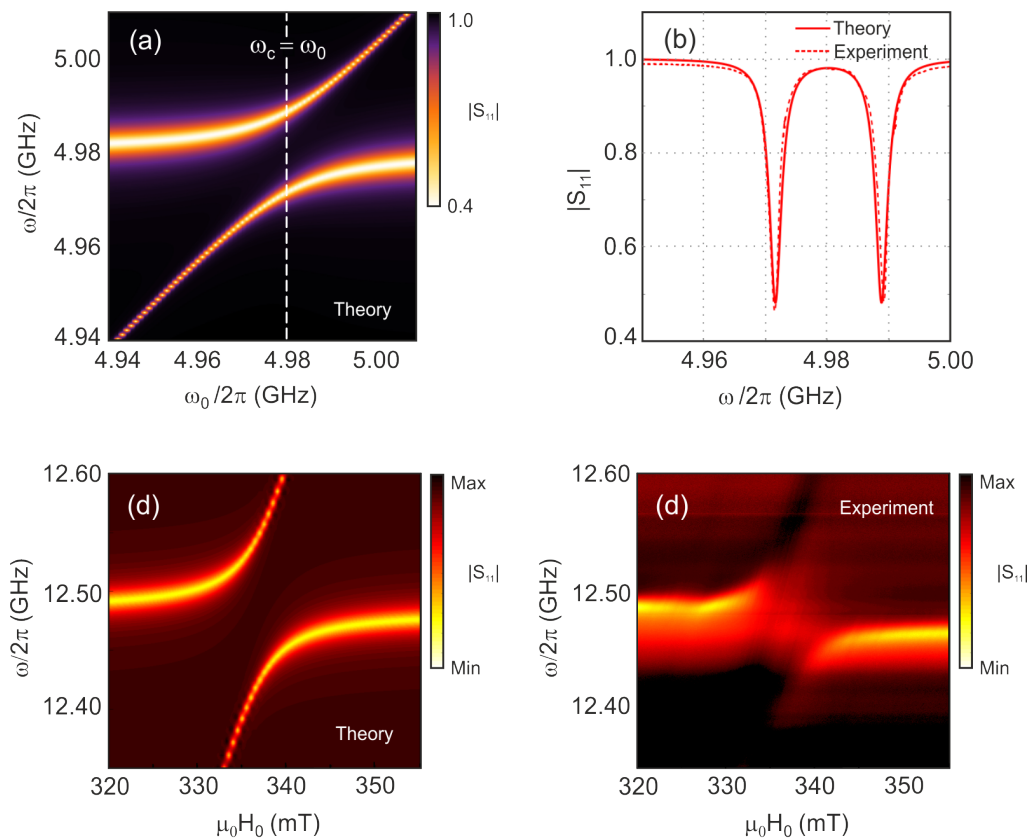 (a)
ω_c = ω_0
Theory
5.00
4.98
4.96
4.94
ω/2π (GHz)
4.94 4.96 4.98 5.00
ω_0/2π (GHz)
1.0
|S_11|
0.4
(b)
Theory
Experiment
1.0
0.8
0.6
0.4
|S_11|
4.96 4.98 5.00
ω/2π (GHz)
(d)
Theory
12.60
12.50
12.40
ω/2π (GHz)
320 330 340 350
μ_0H_0 (mT)
Max
|S_11|
Min
(d)
Experiment
12.60
12.50
12.40
ω/2π (GHz)
320 330 340 350
μ_0H_0 (mT)
Max
|S_11|
Min